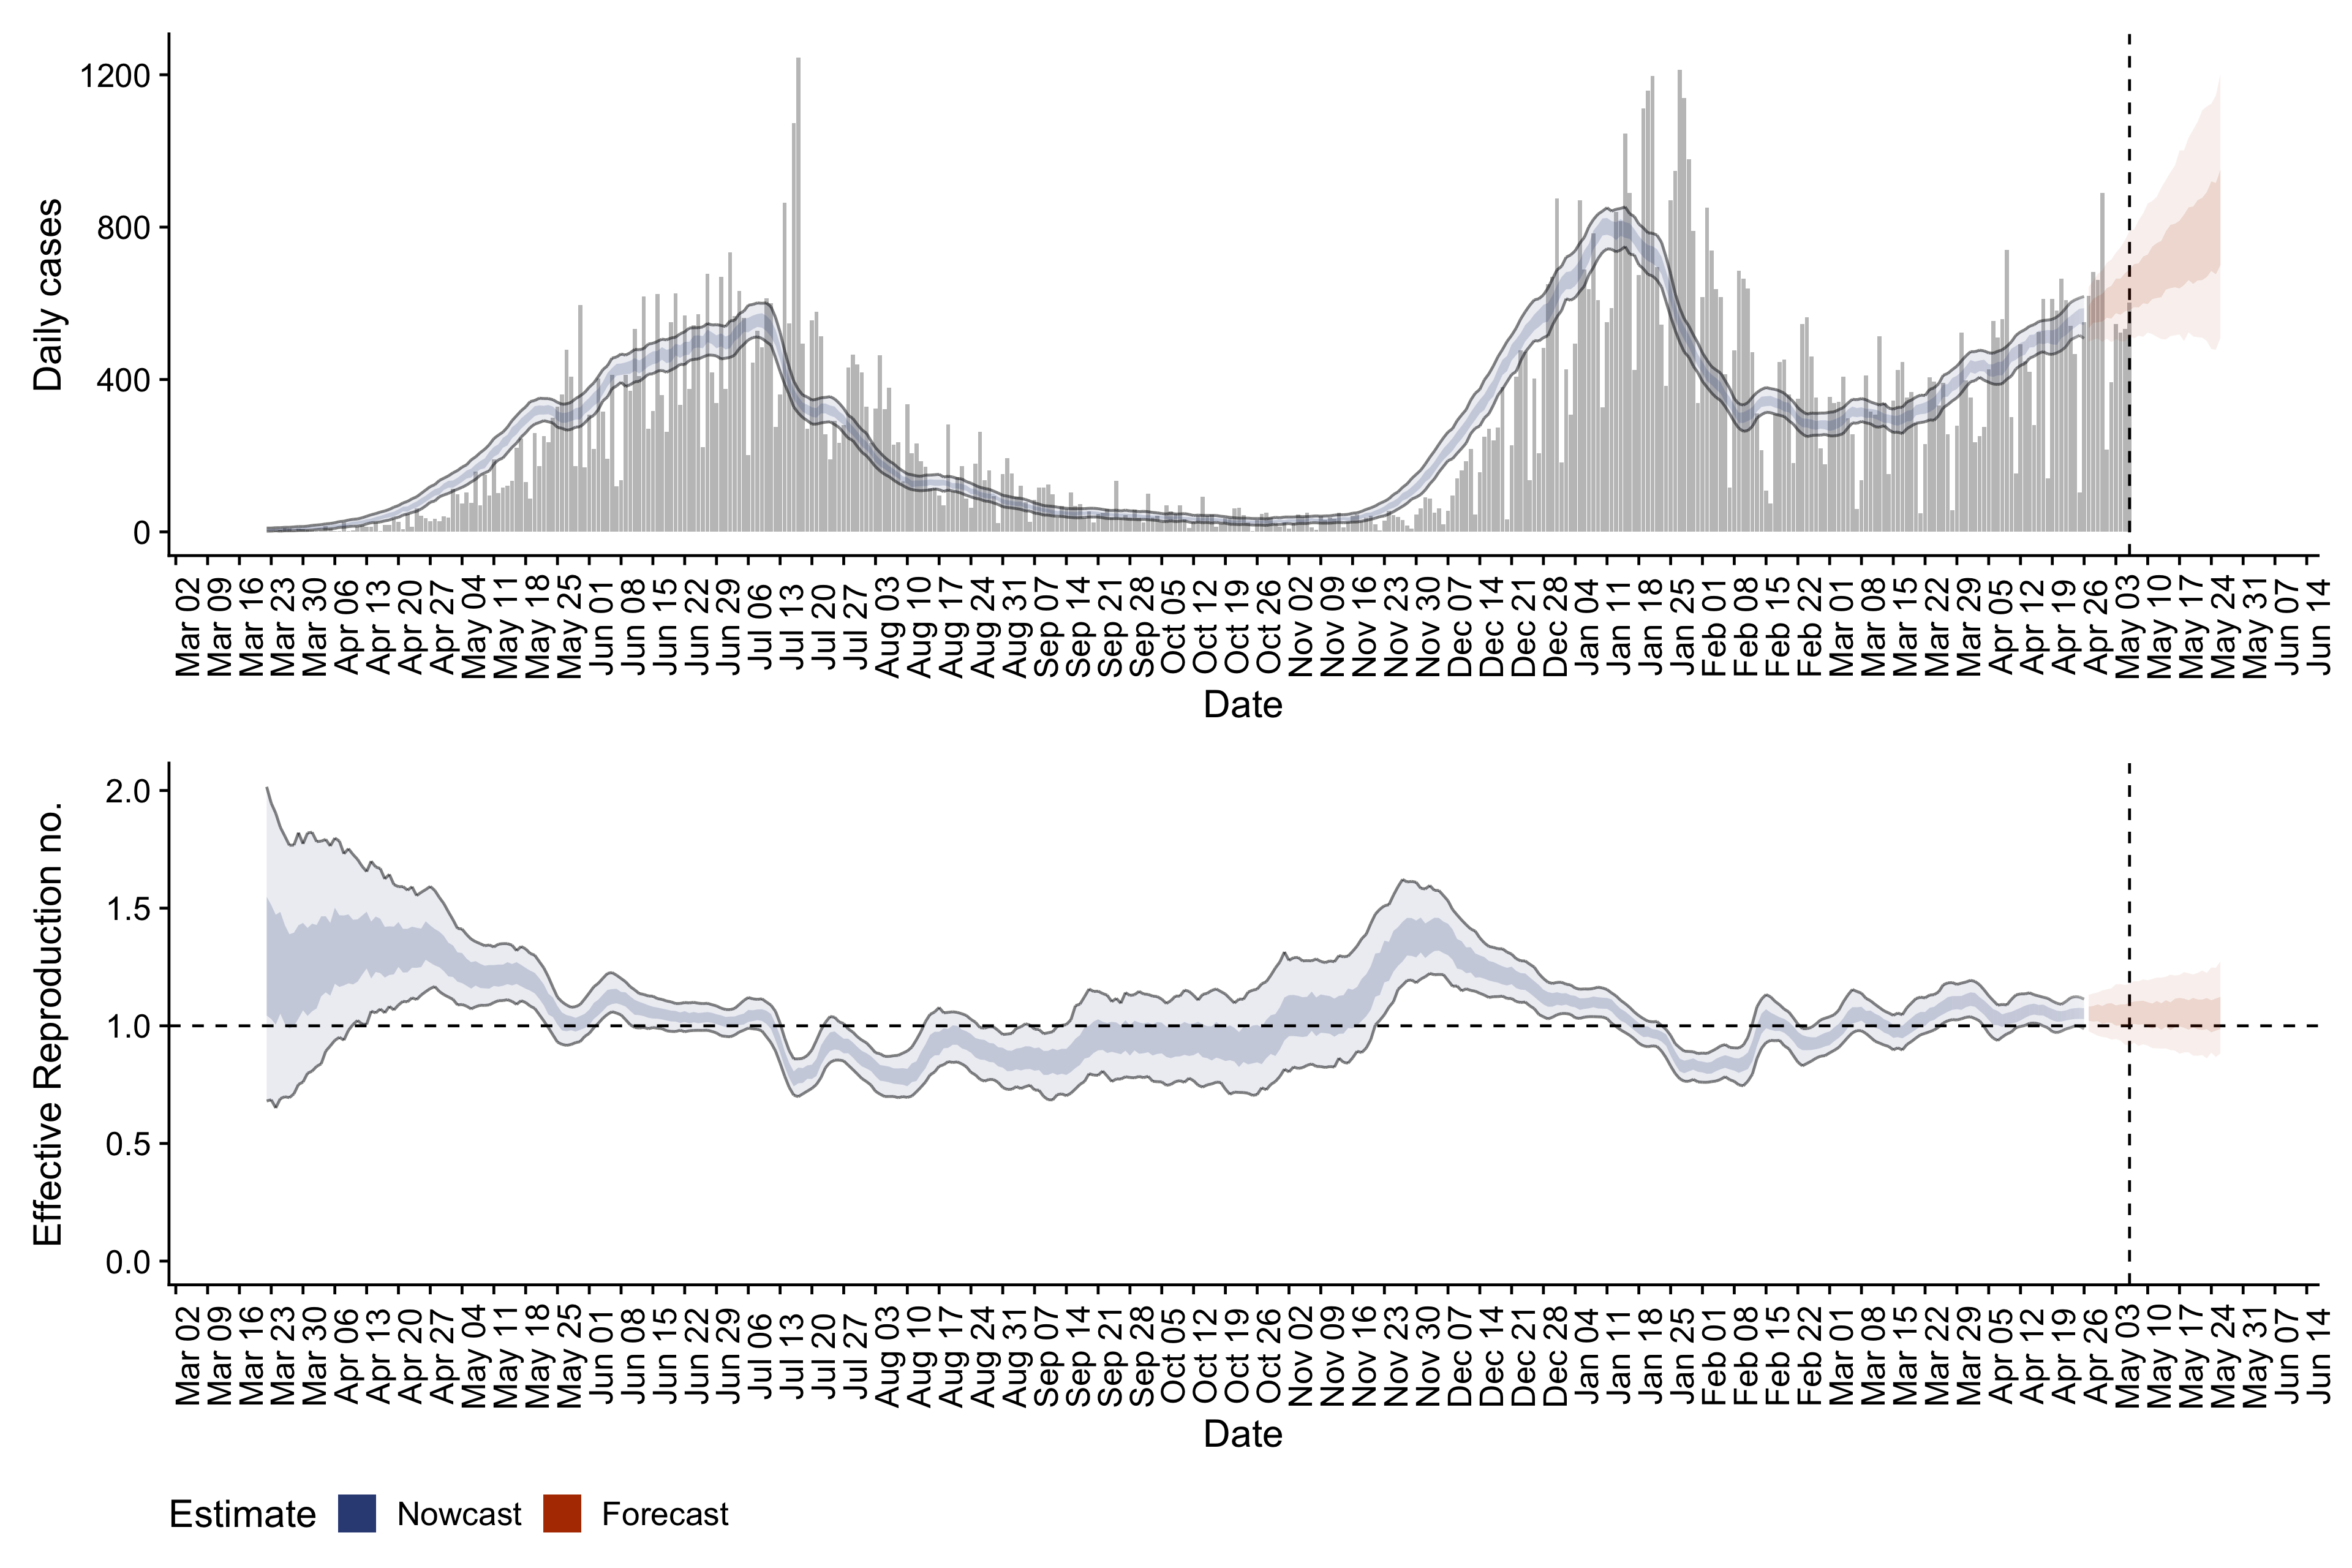 Daily cases
1200
800
400
0
Mar 02 Mar 09 Mar 16 Mar 23 Mar 30 Apr 06 Apr 13 Apr 20 Apr 27 May 04 May 11 May 18 May 25 Jun 01 Jun 08 Jun 15 Jun 22 Jun 29 Jul 06 Jul 13 Jul 20 Jul 27 Aug 03 Aug 10 Aug 17 Aug 24 Aug 31 Sep 07 Sep 14 Sep 21 Sep 28 Oct 05 Oct 12 Oct 19 Oct 26 Nov 02 Nov 09 Nov 16 Nov 23 Nov 30 Dec 07 Dec 14 Dec 21 Dec 28 Jan 04 Jan 11 Jan 18 Jan 25 Feb 01 Feb 08 Feb 15 Feb 22 Mar 01 Mar 08 Mar 15 Mar 22 Mar 29 Apr 05 Apr 12 Apr 19 Apr 26 May 03 May 10 May 17 May 24 May 31 Jun 07 Jun 14
Date
Effective Reproduction no.
2.0
1.5
1.0
0.5
0.0
Mar 02 Mar 09 Mar 16 Mar 23 Mar 30 Apr 06 Apr 13 Apr 20 Apr 27 May 04 May 11 May 18 May 25 Jun 01 Jun 08 Jun 15 Jun 22 Jun 29 Jul 06 Jul 13 Jul 20 Jul 27 Aug 03 Aug 10 Aug 17 Aug 24 Aug 31 Sep 07 Sep 14 Sep 21 Sep 28 Oct 05 Oct 12 Oct 19 Oct 26 Nov 02 Nov 09 Nov 16 Nov 23 Nov 30 Dec 07 Dec 14 Dec 21 Dec 28 Jan 04 Jan 11 Jan 18 Jan 25 Feb 01 Feb 08 Feb 15 Feb 22 Mar 01 Mar 08 Mar 15 Mar 22 Mar 29 Apr 05 Apr 12 Apr 19 Apr 26 May 03 May 10 May 17 May 24 May 31 Jun 07 Jun 14
Date
Estimate Nowcast Forecast